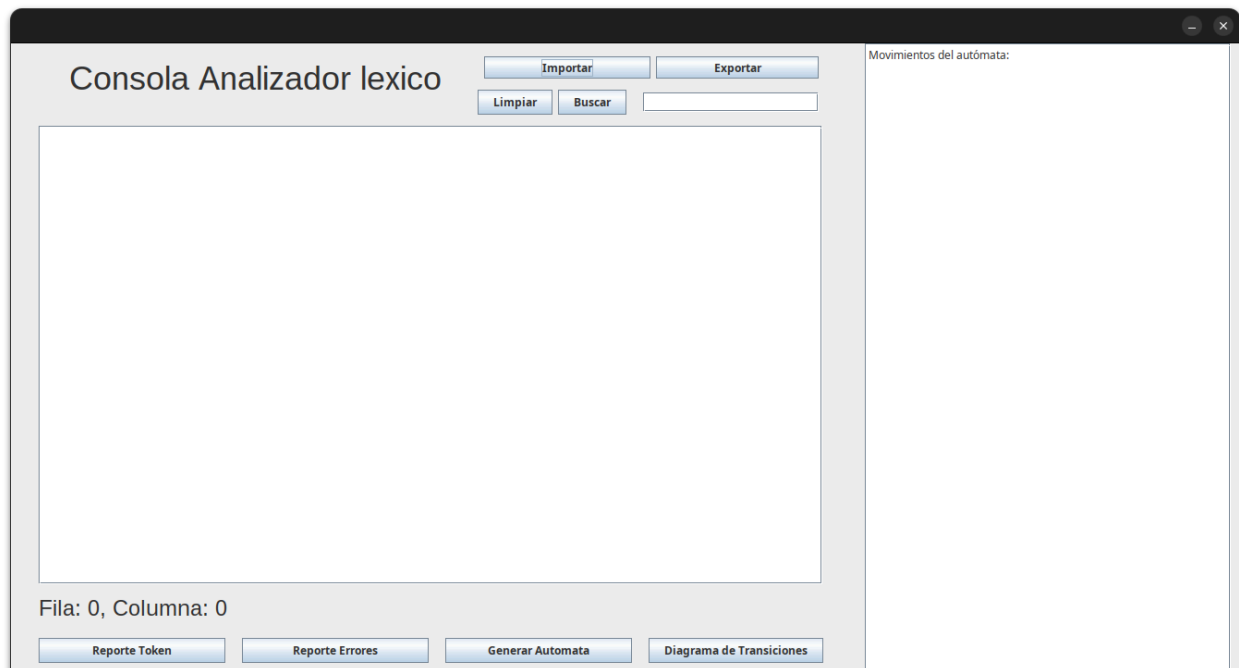 Consola Analizador lexico
Importar
Exportar
Limpiar
Buscar
Fila: 0, Columna: 0
Reporte Token
Reporte Errores
Generar Automata
Diagrama de Transiciones
Movimientos del autómata: